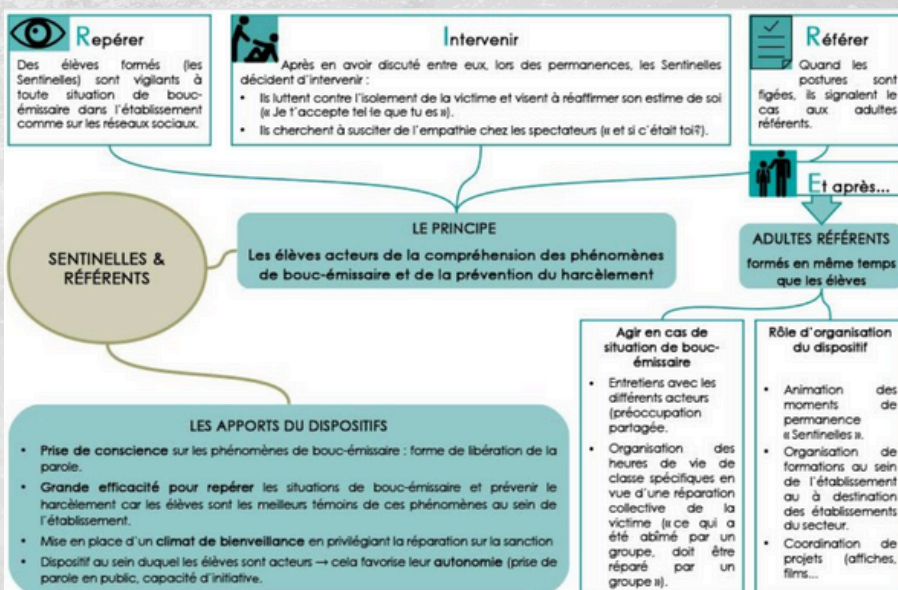 Repérer
Des élèves formés (les
Sentinelles) sont vigilants à
toute situation de bouc-
émissaire dans l'établissement
comme sur les réseaux sociaux.
Intervenir
Après en avoir discuté entre eux, lors des permanences, les Sentinelles
décident d'intervenir :
• Ils luttent contre l'isolement de la victime et visent à réaffirmer son estime de soi
(« Je t'accepte tel le que tu es »).
• Ils cherchent à susciter de l'empathie chez les spectateurs (« et si c'était toi?).
Référer
Quand les
postures sont
figées, ils signalent le
cas aux adultes
référents.
Et après...
SENTINELLES &
RÉFÉRENTS
LE PRINCIPE
Les élèves acteurs de la compréhension des phénomènes
de bouc-émissaire et de la prévention du harcèlement
ADULTES RÉFÉRENTS
formés en même temps
que les élèves
LES APPORTS DU DISPOSITIFS
• Prise de conscience sur les phénomènes de bouc-émissaire : forme de libération de la
parole.
• Grande efficacité pour repérer les situations de bouc-émissaire et prévenir le
harcèlement car les élèves sont les meilleurs témoins de ces phénomènes au sein de
l'établissement.
• Mise en place d'un climat de bienveillance en privilégiant la réparation sur la sanction
• Dispositif au sein duquel les élèves sont acteurs → cela favorise leur autonomie (prise de
parole en public, capacité d'initiative.
Agir en cas de
situation de bouc-
émissaire
• Entretiens avec les
différents acteurs
(préoccupation
partagée.
• Organisation des
heures de vie de
classe spécifiques en
vue d'une réparation
collective de la
victime (« ce qui a
été abîmé par un
groupe, doit être
réparé par un
groupe »).
Rôle d'organisation
du dispositif
• Animation des
moments de
permanence
« Sentinelles ».
• Organisation de
formations au sein
de l'établissement
au à destination
des établissements
du secteur.
• Coordination de
projets (affiches,
films...